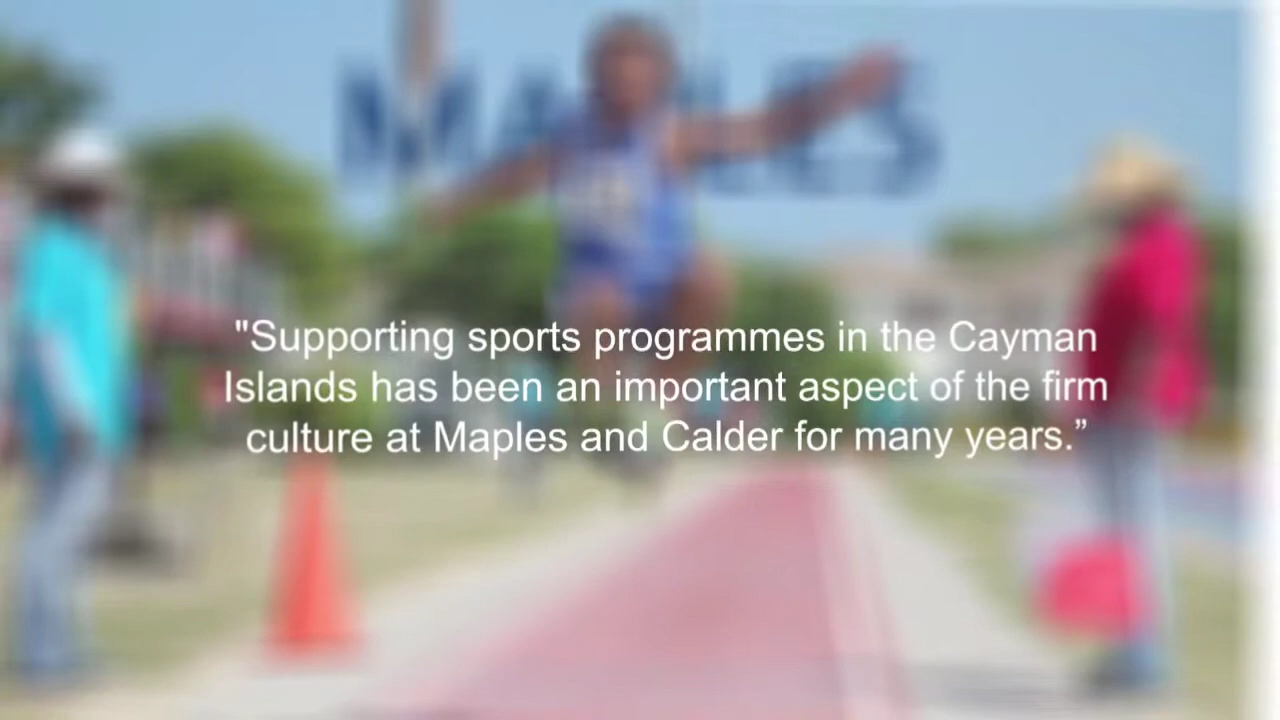 MAPLES
"Supporting sports programmes in the Cayman
Islands has been an important aspect of the firm
culture at Maples and Calder for many years.”